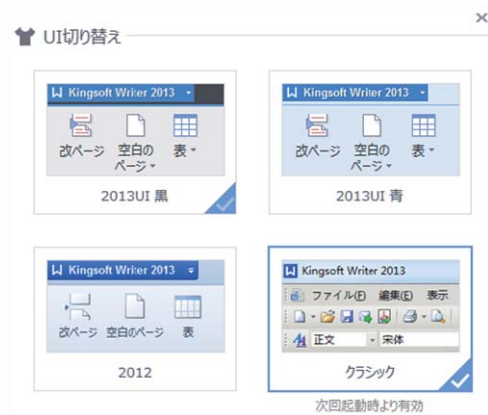 UI切り替え
Kingsoft Writer 2013
改ページ 空白のページ 表
2013UI 黒
Kingsoft Writer 2013
改ページ 空白のページ 表
2013UI 青
Kingsoft Writer 2013
改ページ 空白のページ 表
2012
Kingsoft Writer 2013
ファイル(F) 編集(E) 表示
正文 宋体
クラシック
次回起動時より有効